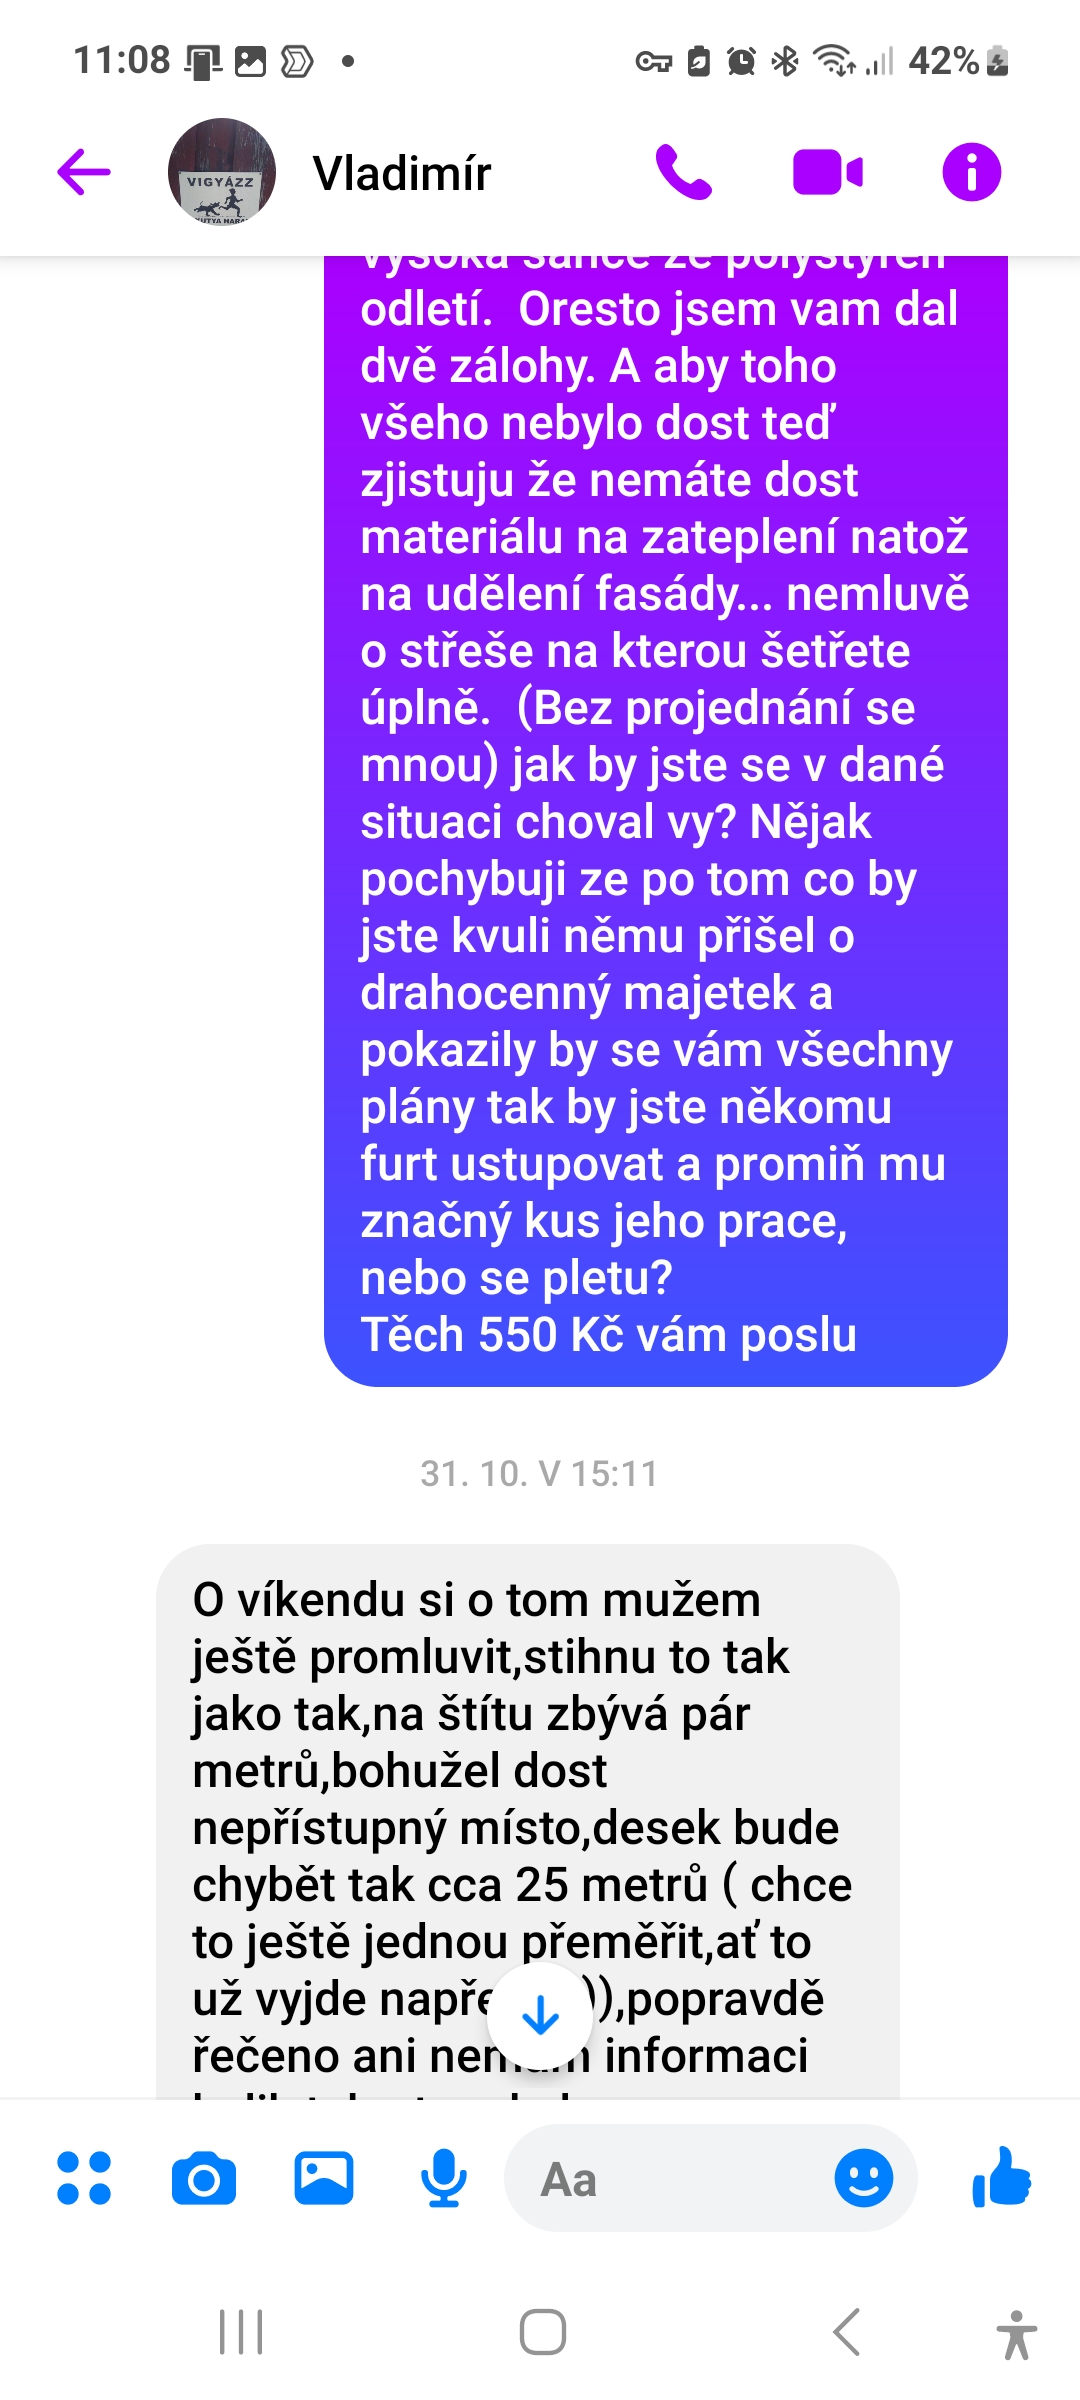 11:08
42%
VIGYÁZZ
KUTYA HARAP
Vladimír
vysoká šance že polystyren
odletí.  Oresto jsem vam dal
dvě zálohy. A aby toho
všeho nebylo dost teď
zjistuju že nemáte dost
materiálu na zateplení natož
na udělení fasády... nemluvě
o střeše na kterou šetřete
úplně.  (Bez projednání se
mnou) jak by jste se v dané
situaci choval vy? Nějak
pochybuji ze po tom co by
jste kvuli němu přišel o
drahocenný majetek a
pokazily by se vám všechny
plány tak by jste někomu
furt ustupovat a promiň mu
značný kus jeho prace,
nebo se pletu?
Těch 550 Kč vám poslu
31. 10. V 15:11
O víkendu si o tom mužem
ještě promluvit,stihnu to tak
jako tak,na štítu zbývá pár
metrů,bohužel dost
nepřístupný místo,desek bude
chybět tak cca 25 metrů ( chce
to ještě jednou přeměřit,ať to
už vyjde )),popravdě
řečeno ani informaci
Aa